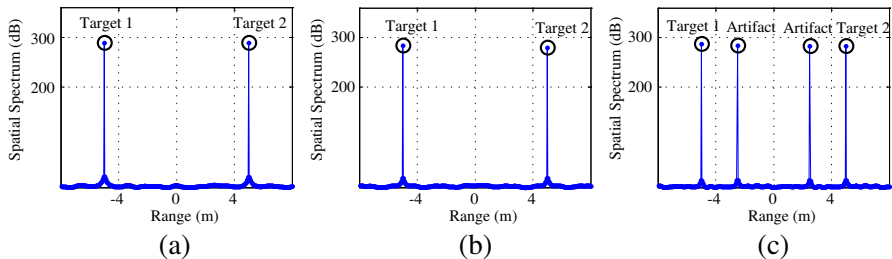 Spatial Spectrum (dB)
300
200
Target 1
Target 2
-4
0
4
Range (m)
(a)
Spatial Spectrum (dB)
300
200
Target 1
Target 2
-4
0
4
Range (m)
(b)
Spatial Spectrum (dB)
300
200
Target 1 Artifact Artifact Target 2
-4
0
4
Range (m)
(c)